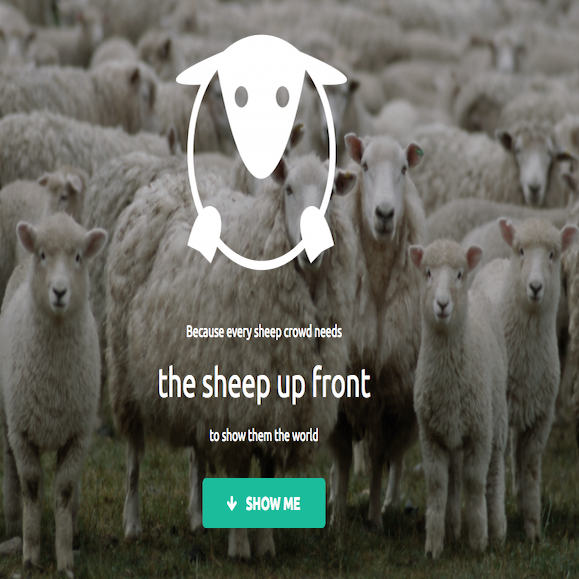 Because every sheep crowd needs
the sheep up front
to show them the world
SHOW ME